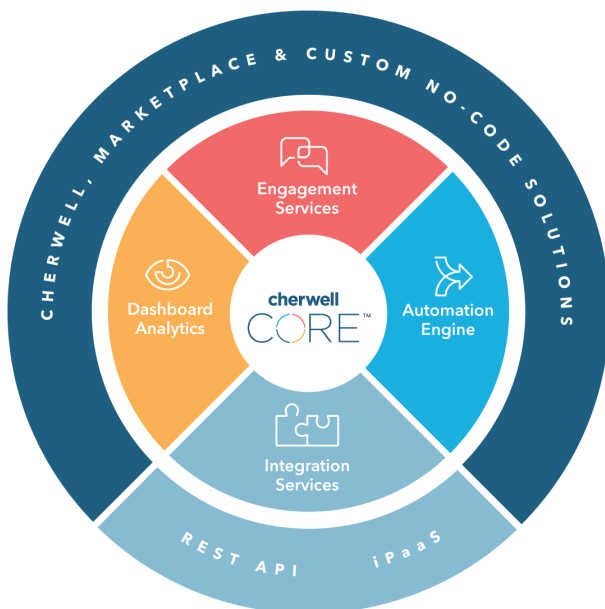 CHERWELL, MARKETPLACE & CUSTOM NO-CODE SOLUTIONS
Engagement
Services
Dashboard
Analytics
cherwell
CORE™
Automation
Engine
Integration
Services
REST API
iPaaS